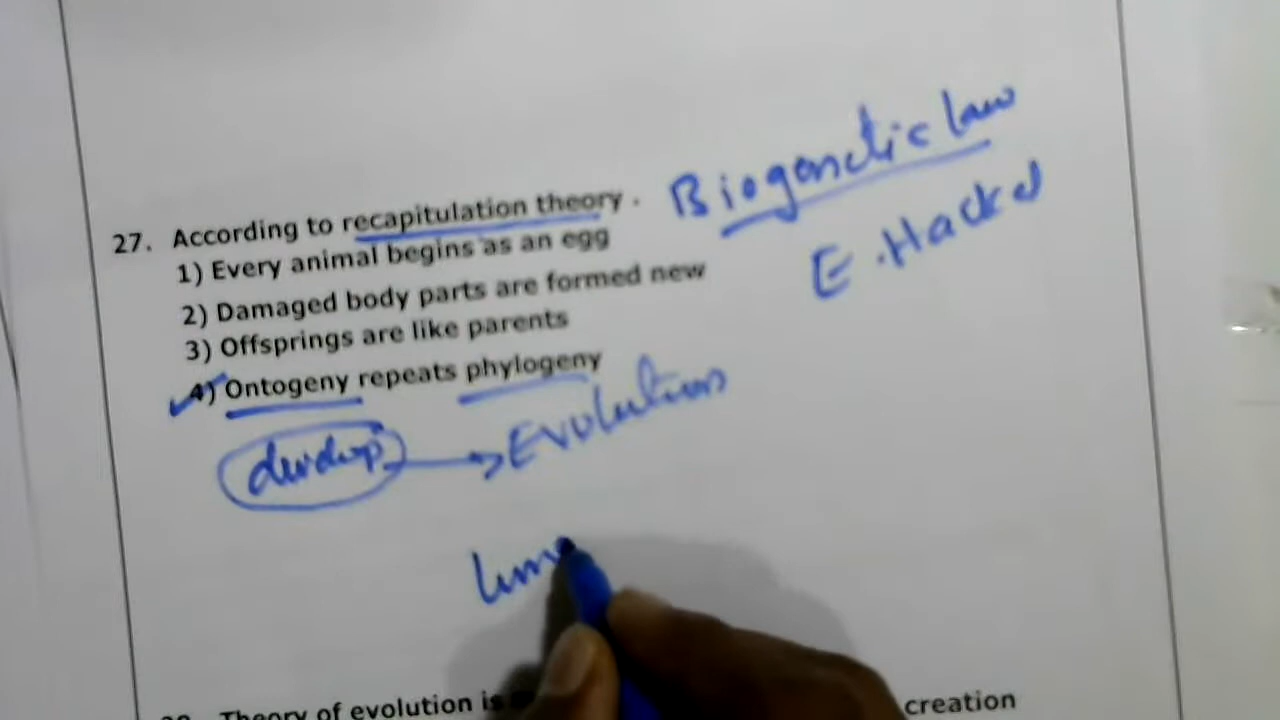 Biogenetic law
27. According to recapitulation theory .
E. Hackel
1) Every animal begins as an egg
2) Damaged body parts are formed new
3) Offsprings are like parents
4) Ontogeny repeats phylogeny
develop → Evolution
Theory of evolution is creation